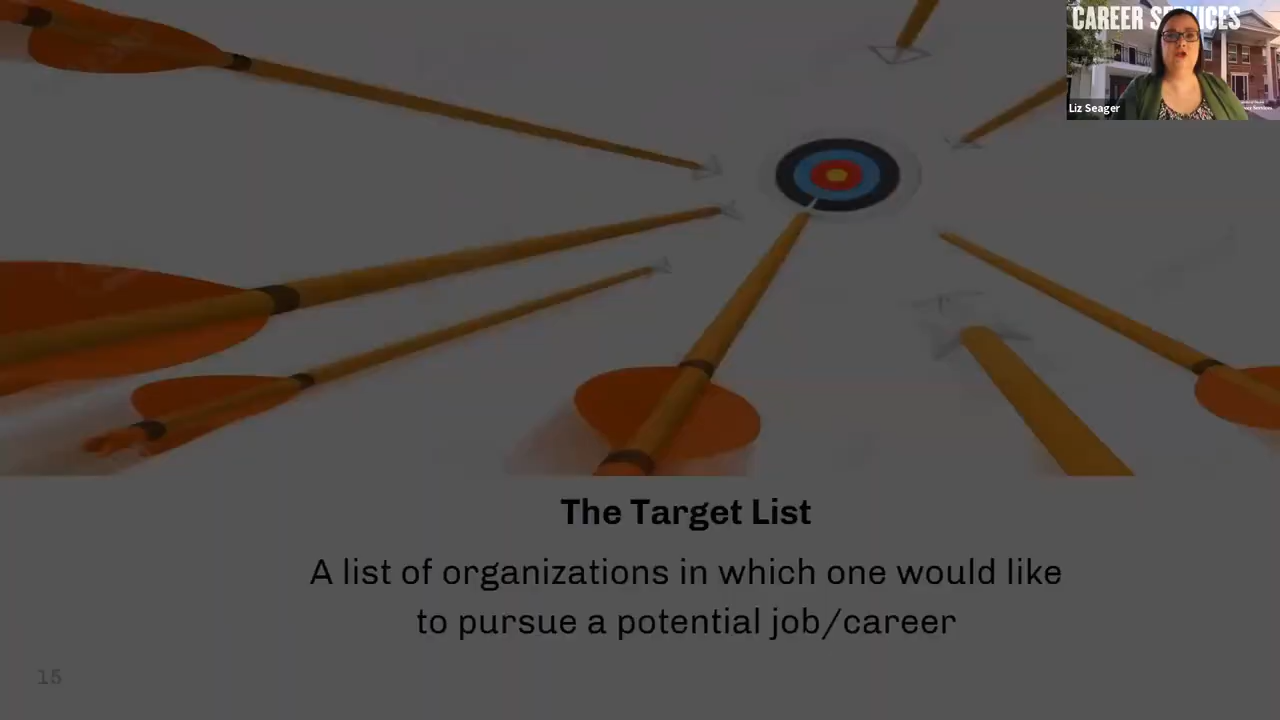 CAREER SERVICES
Liz Seager
The Target List
A list of organizations in which one would like
to pursue a potential job/career
15